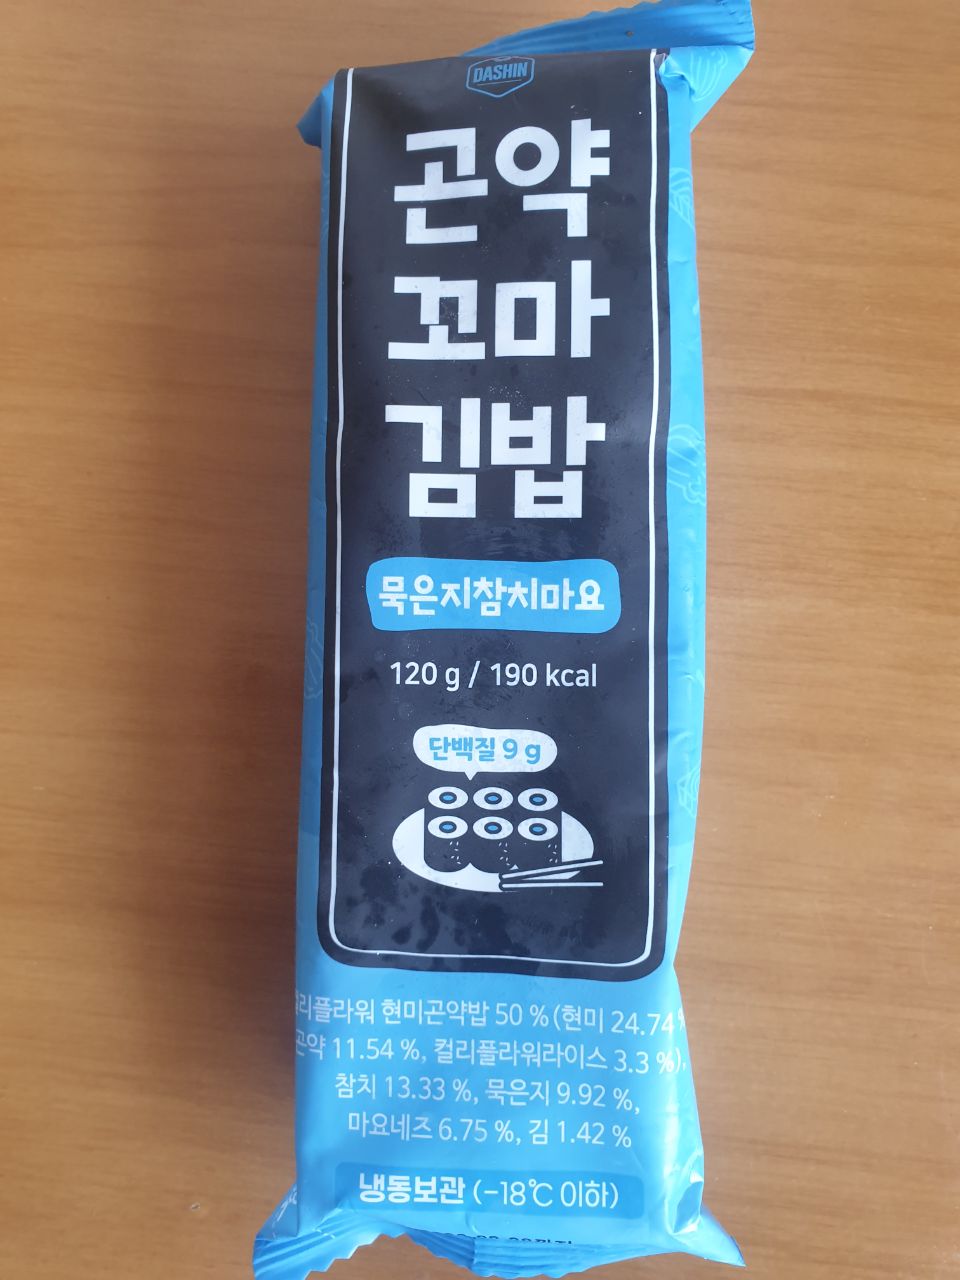 DASHIN
곤약
꼬마
김밥
묵은지참치마요
120 g / 190 kcal
단백질 9 g
현미곤약밥 50 % (현미 24.74 %
곤약 11.54 %, 컬리플라워라이스 3.3 %),
참치 13.33 %, 묵은지 9.92 %,
마요네즈 6.75 %, 김 1.42 %
냉동보관 (-18℃ 이하)